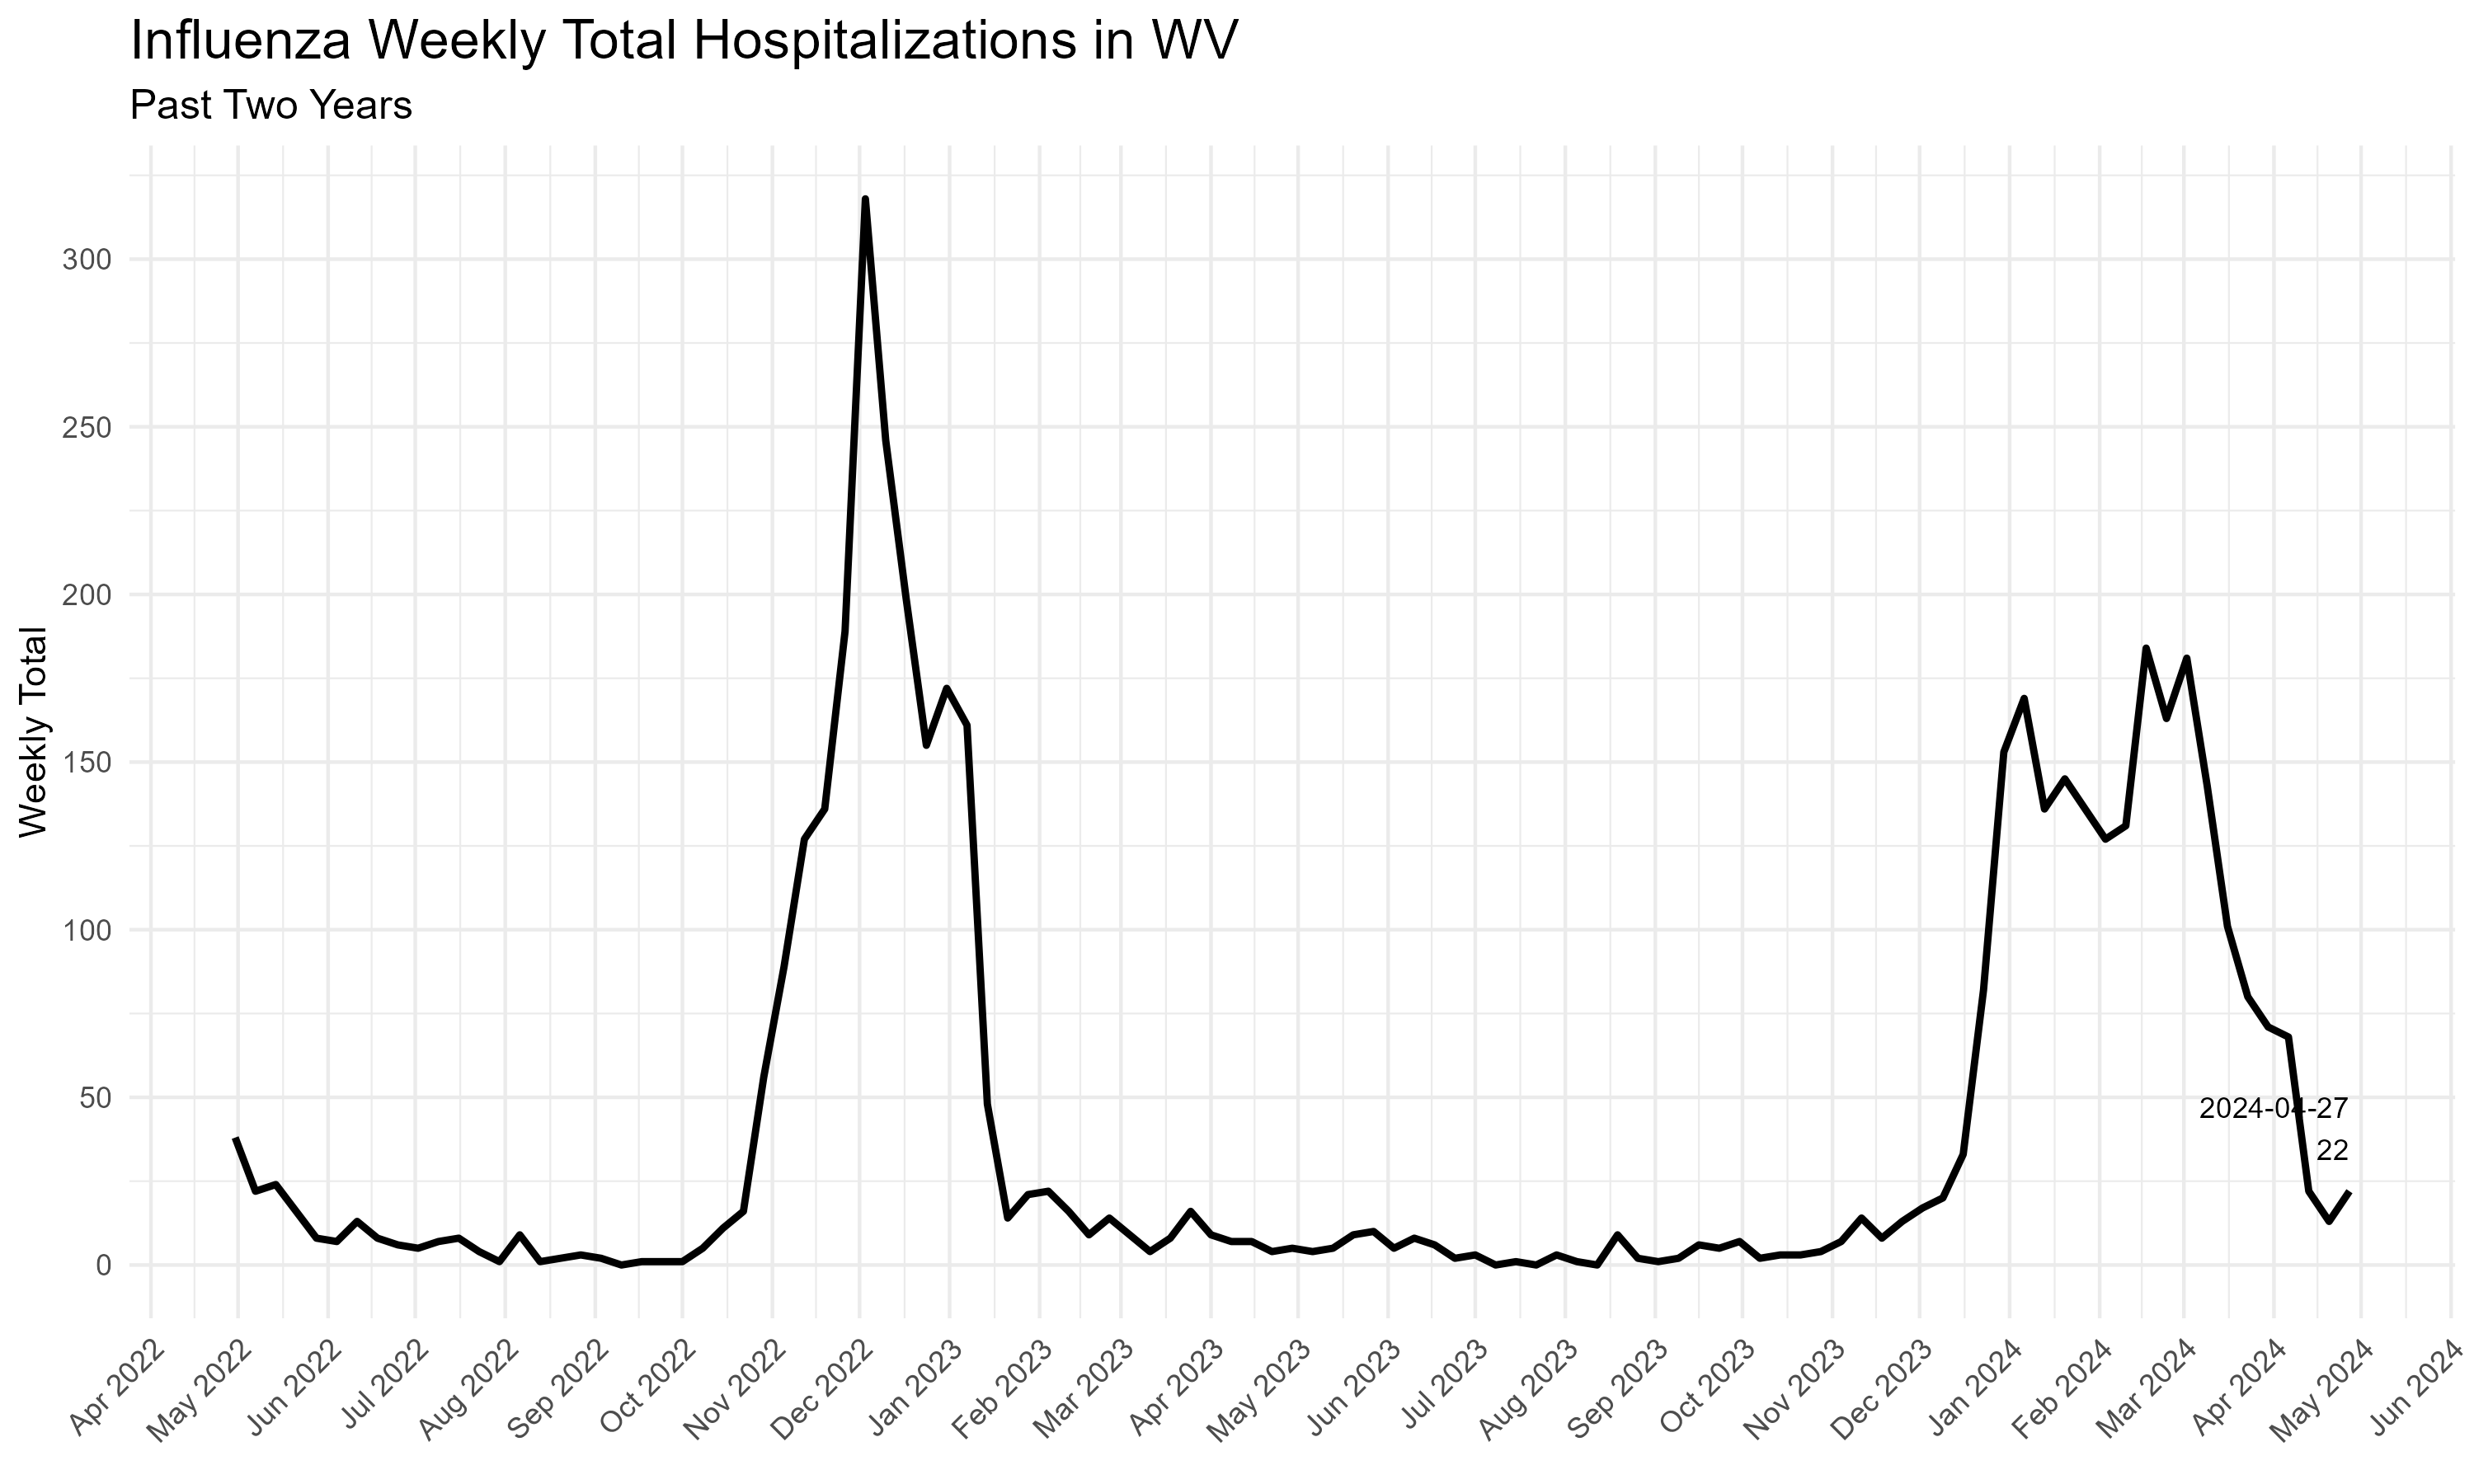 Influenza Weekly Total Hospitalizations in WV
Past Two Years
Weekly Total
300
250
200
150
100
50
0
2024-04-27
22
Apr 2022
May 2022
Jun 2022
Jul 2022
Aug 2022
Sep 2022
Oct 2022
Nov 2022
Dec 2022
Jan 2023
Feb 2023
Mar 2023
Apr 2023
May 2023
Jun 2023
Jul 2023
Aug 2023
Sep 2023
Oct 2023
Nov 2023
Dec 2023
Jan 2024
Feb 2024
Mar 2024
Apr 2024
May 2024
Jun 2024